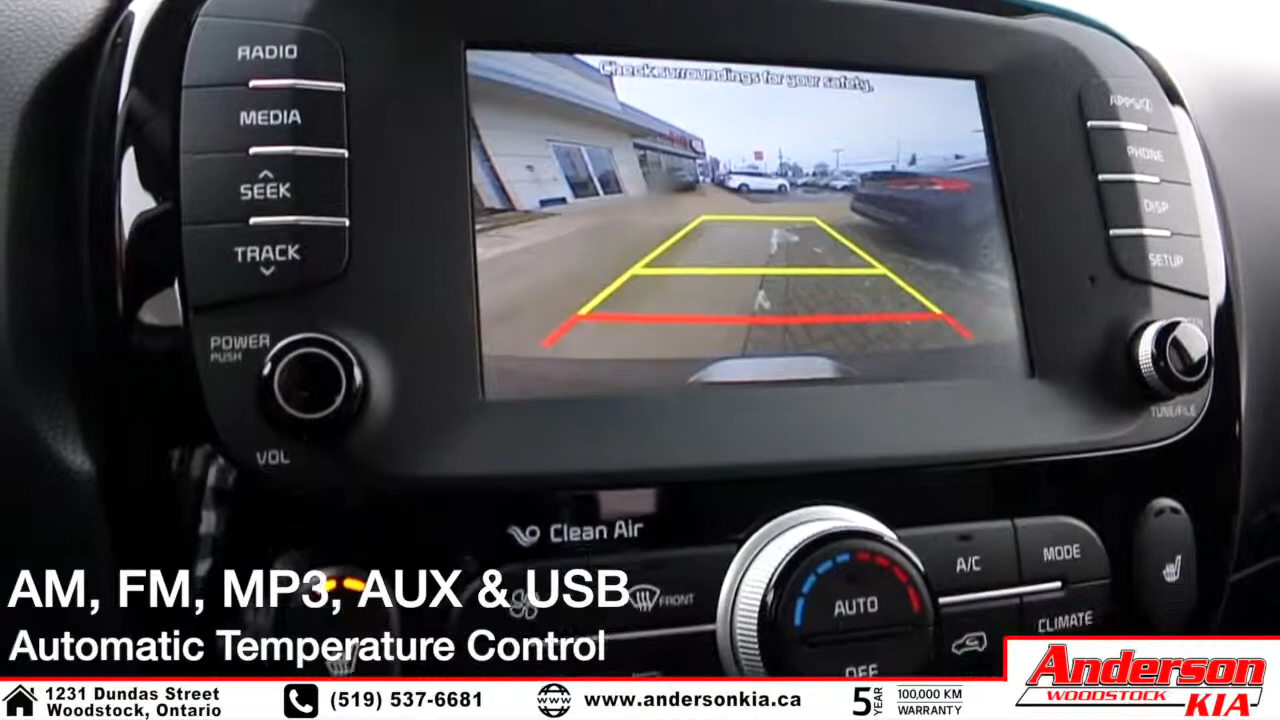 RADIO
MEDIA
SEEK
TRACK
POWER
PUSH
VOL
Check surroundings for your safety.
APPS/i
PHONE
DISP
SETUP
TUNE/FILE
Clean Air
FRONT
AUTO
OFF
A/C
MODE
CLIMATE
AM, FM, MP3, AUX & USB
Automatic Temperature Control
1231 Dundas Street
Woodstock, Ontario
(519) 537-6681
www.andersonkia.ca
5 YEAR
100,000 KM
WARRANTY
Anderson
WOODSTOCK
KIA